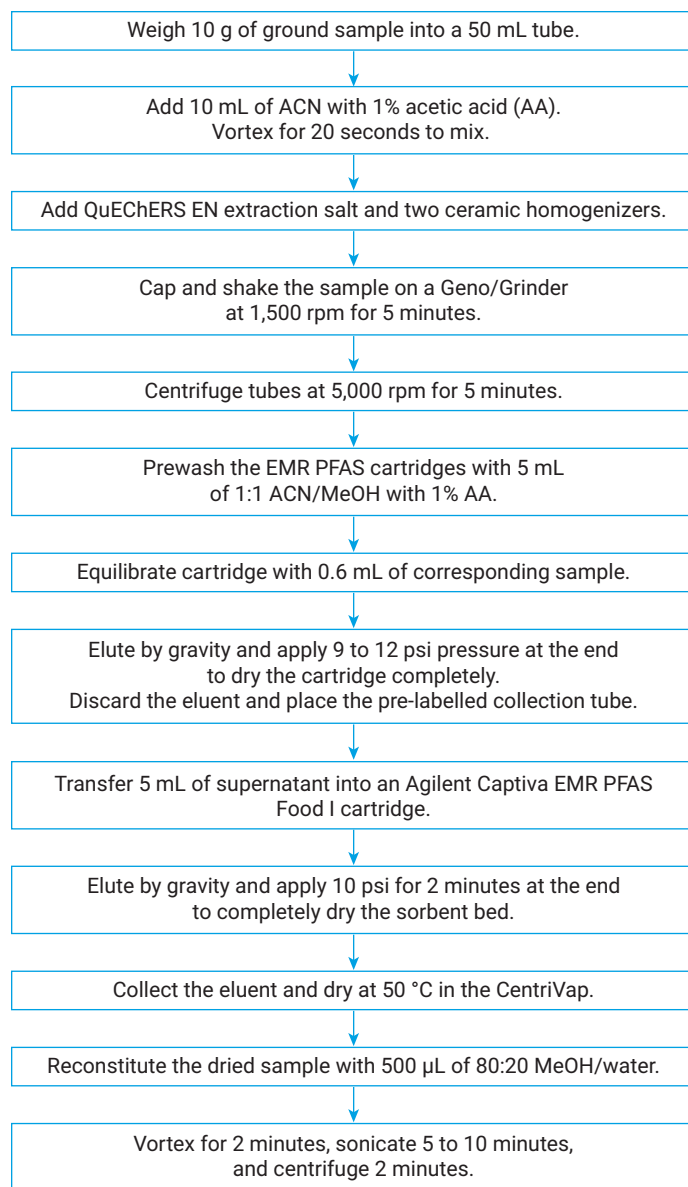 Weigh 10 g of ground sample into a 50 mL tube.
Add 10 mL of ACN with 1% acetic acid (AA).
Vortex for 20 seconds to mix.
Add QuEChERS EN extraction salt and two ceramic homogenizers.
Cap and shake the sample on a Geno/Grinder
at 1,500 rpm for 5 minutes.
Centrifuge tubes at 5,000 rpm for 5 minutes.
Prewash the EMR PFAS cartridges with 5 mL
of 1:1 ACN/MeOH with 1% AA.
Equilibrate cartridge with 0.6 mL of corresponding sample.
Elute by gravity and apply 9 to 12 psi pressure at the end
to dry the cartridge completely.
Discard the eluent and place the pre-labelled collection tube.
Transfer 5 mL of supernatant into an Agilent Captiva EMR PFAS
Food I cartridge.
Elute by gravity and apply 10 psi for 2 minutes at the end
to completely dry the sorbent bed.
Collect the eluent and dry at 50 °C in the CentriVap.
Reconstitute the dried sample with 500 µL of 80:20 MeOH/water.
Vortex for 2 minutes, sonicate 5 to 10 minutes,
and centrifuge 2 minutes.